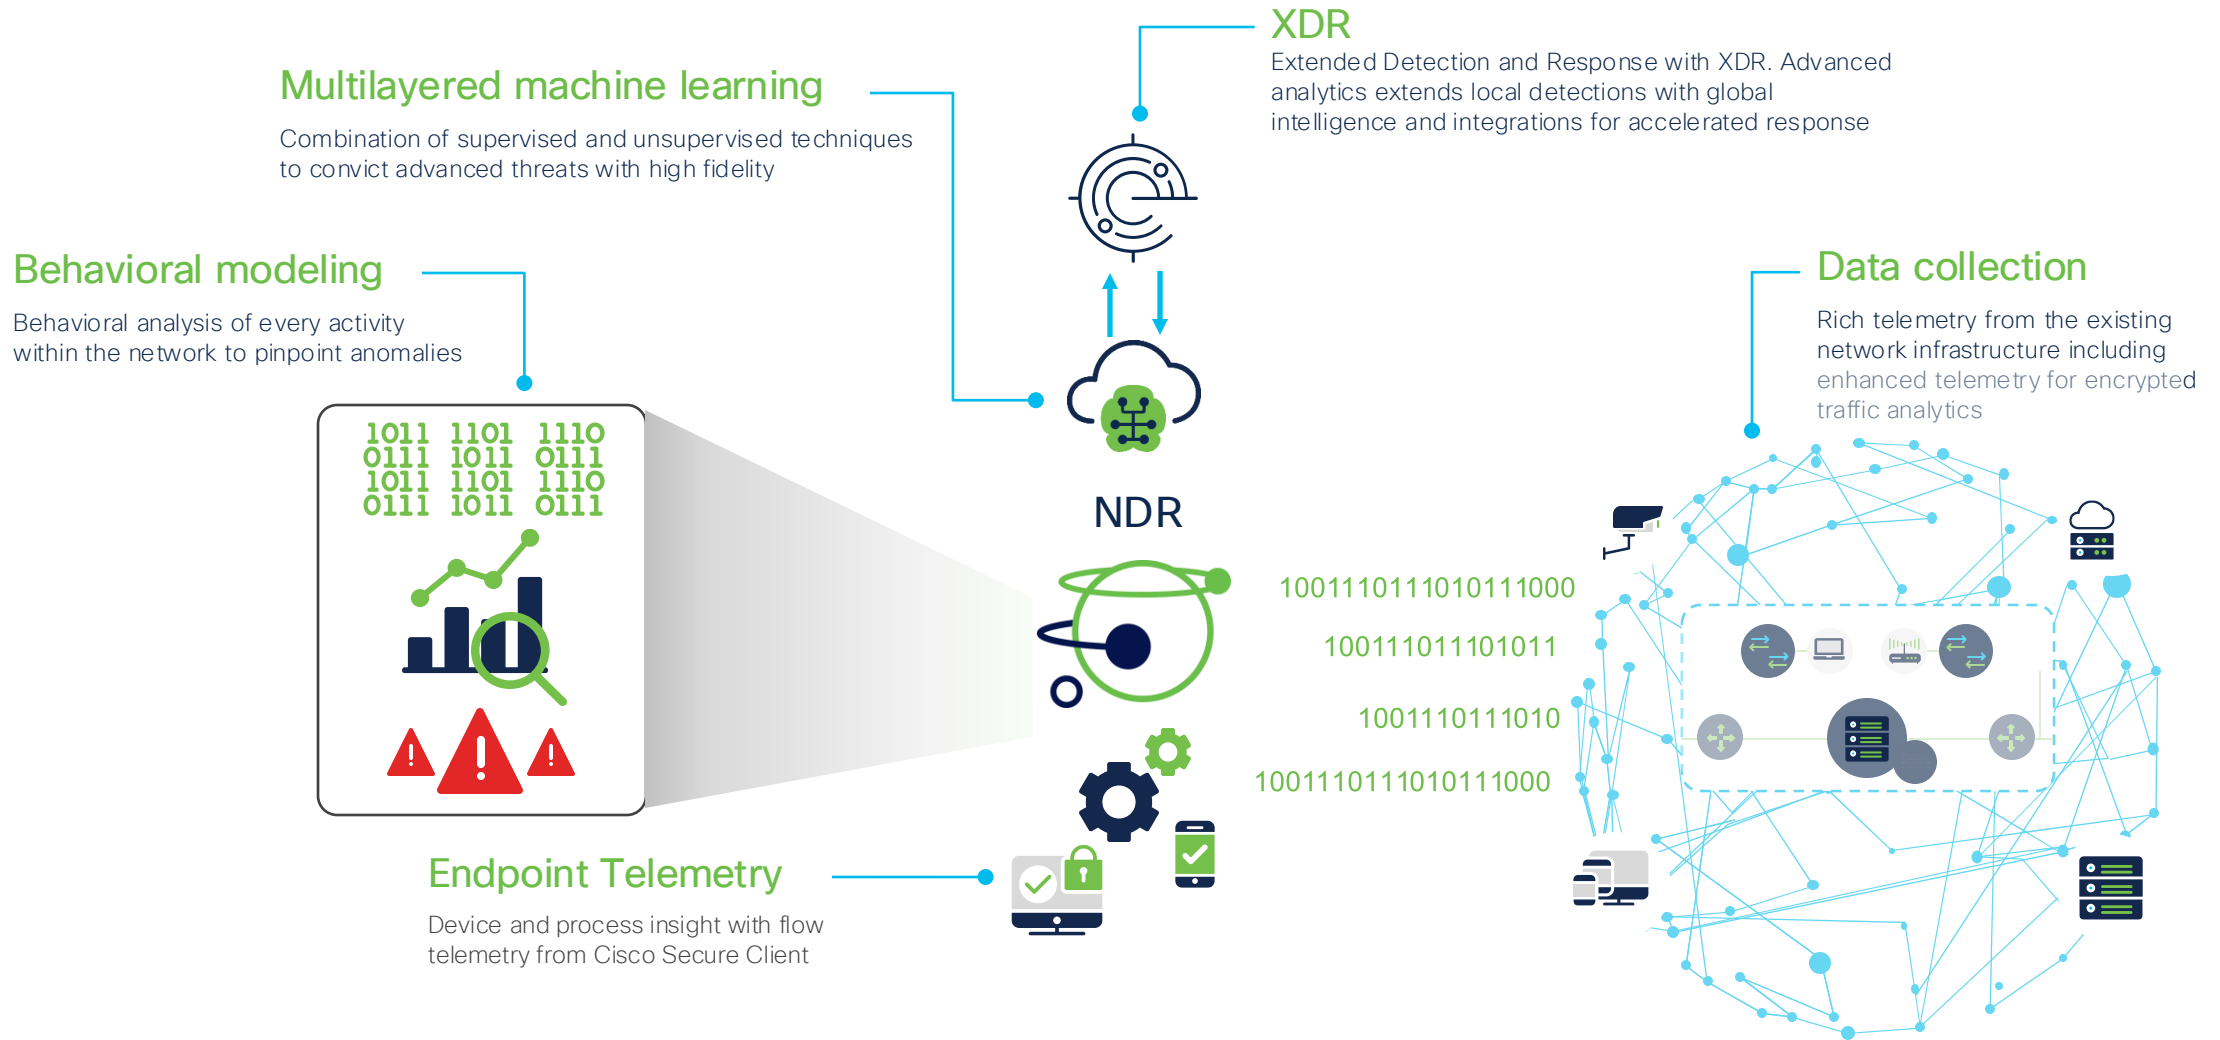 XDR
Extended Detection and Response with XDR. Advanced
analytics extends local detections with global
intelligence and integrations for accelerated response
Multilayered machine learning
Combination of supervised and unsupervised techniques
to convict advanced threats with high fidelity
Behavioral modeling
Behavioral analysis of every activity
within the network to pinpoint anomalies
Data collection
Rich telemetry from the existing
network infrastructure including
enhanced telemetry for encrypted
traffic analytics
1011 1101 1110
0111 1011 0111
1011 1101 1110
0111 1011 0111
NDR
1001110111010111000
100111011101011
1001110111010
1001110111010111000
Endpoint Telemetry
Device and process insight with flow
telemetry from Cisco Secure Client